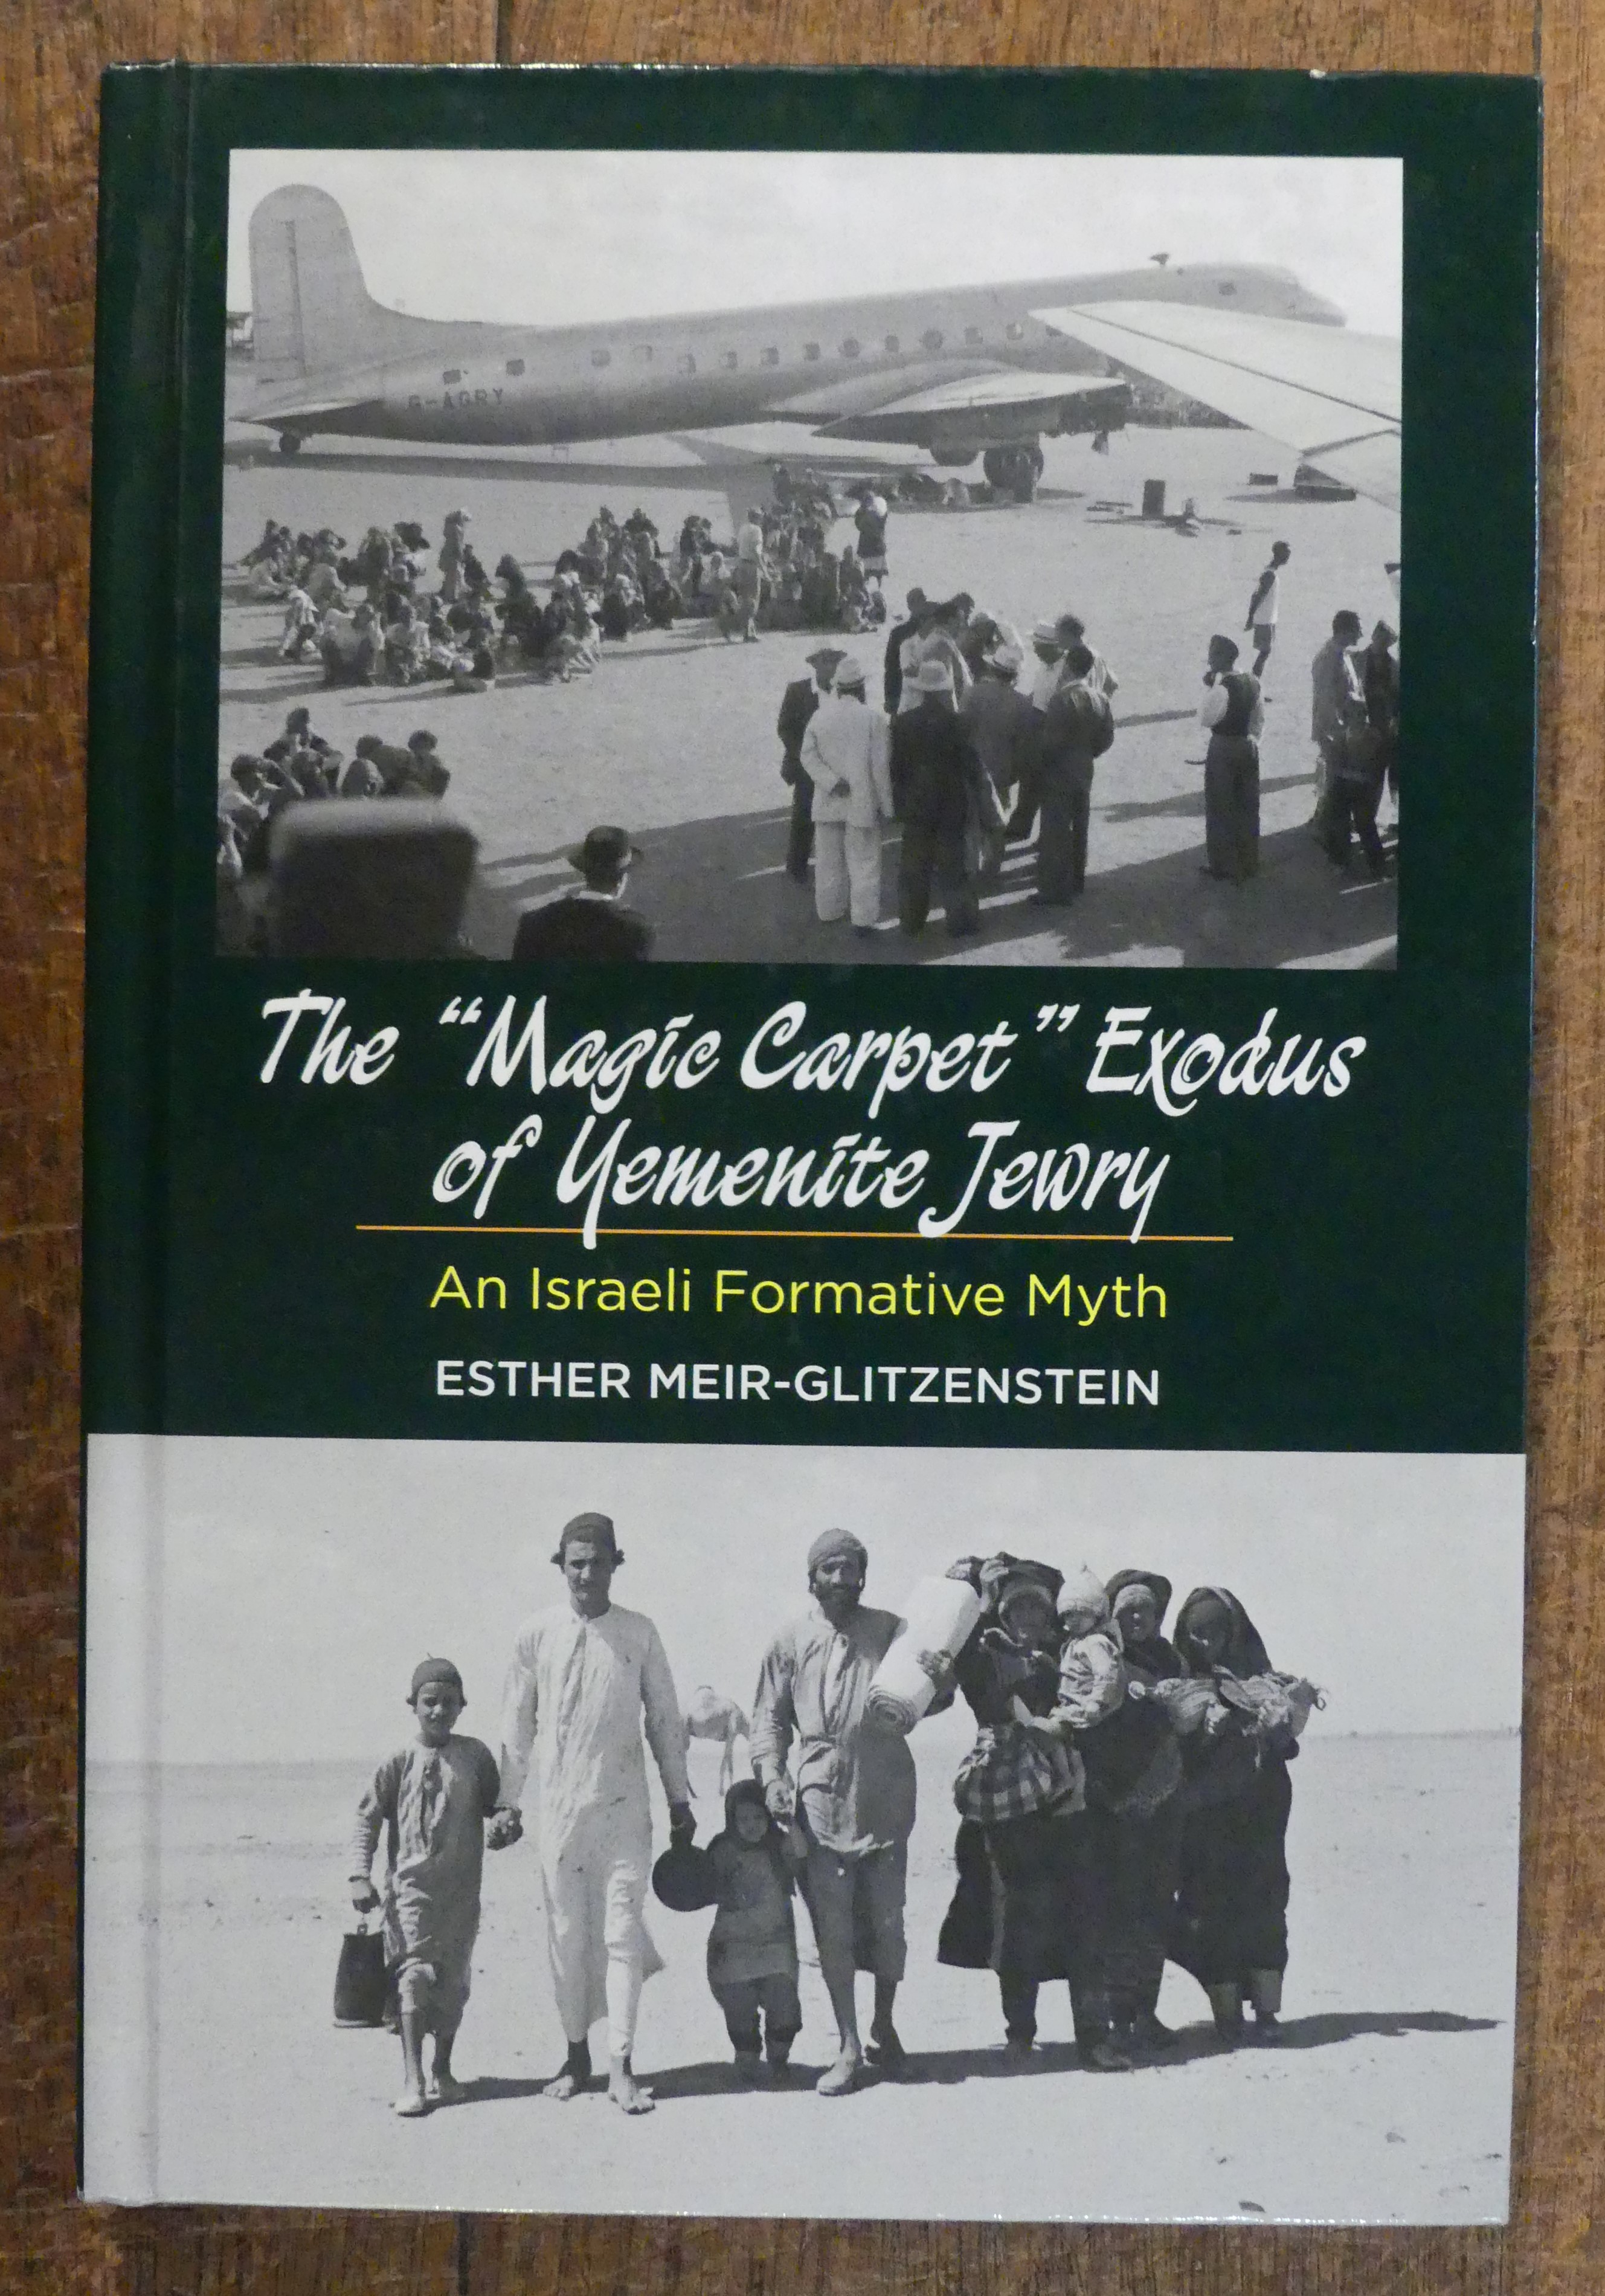 G-AGRY
The “Magic Carpet” Exodus
of Yemenite Jewry
An Israeli Formative Myth
ESTHER MEIR-GLITZENSTEIN